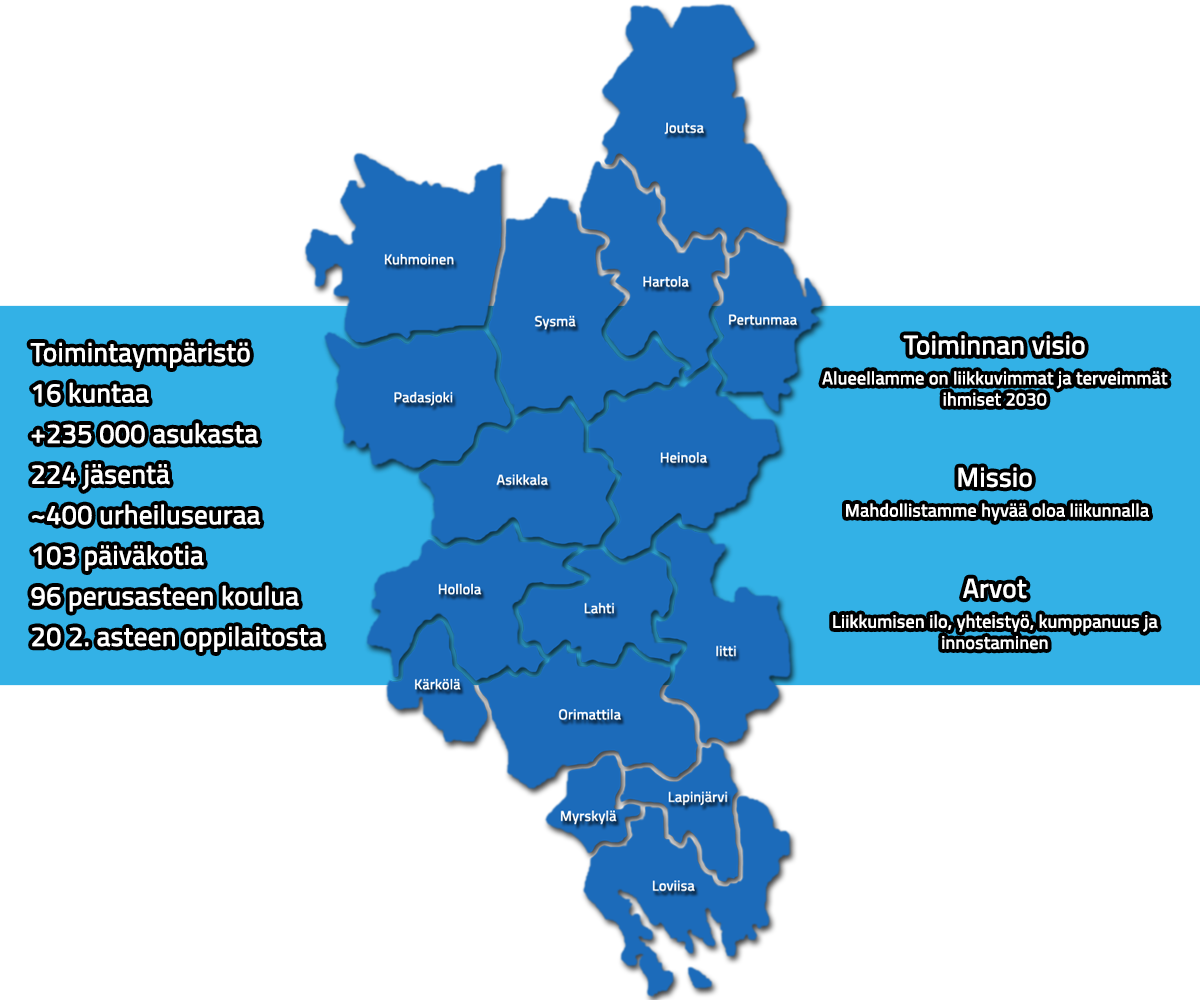 Joutsa
Kuhmoinen
Hartola
Sysmä
Pertunmaa
Padasjoki
Asikkala
Heinola
Hollola
Lahti
Iitti
Kärkölä
Orimattila
Myrskylä
Lapinjärvi
Loviisa
Toimintaympäristö
16 kuntaa
+235 000 asukasta
224 jäsentä
~400 urheiluseuraa
103 päiväkotia
96 perusasteen koulua
20 2. asteen oppilaitosta
Toiminnan visio
Alueellamme on liikkuvimmat ja terveimmät
ihmiset 2030
Missio
Mahdollistamme hyvää oloa liikunnalla
Arvot
Liikkumisen ilo, yhteistyö, kumppanuus ja
innostaminen